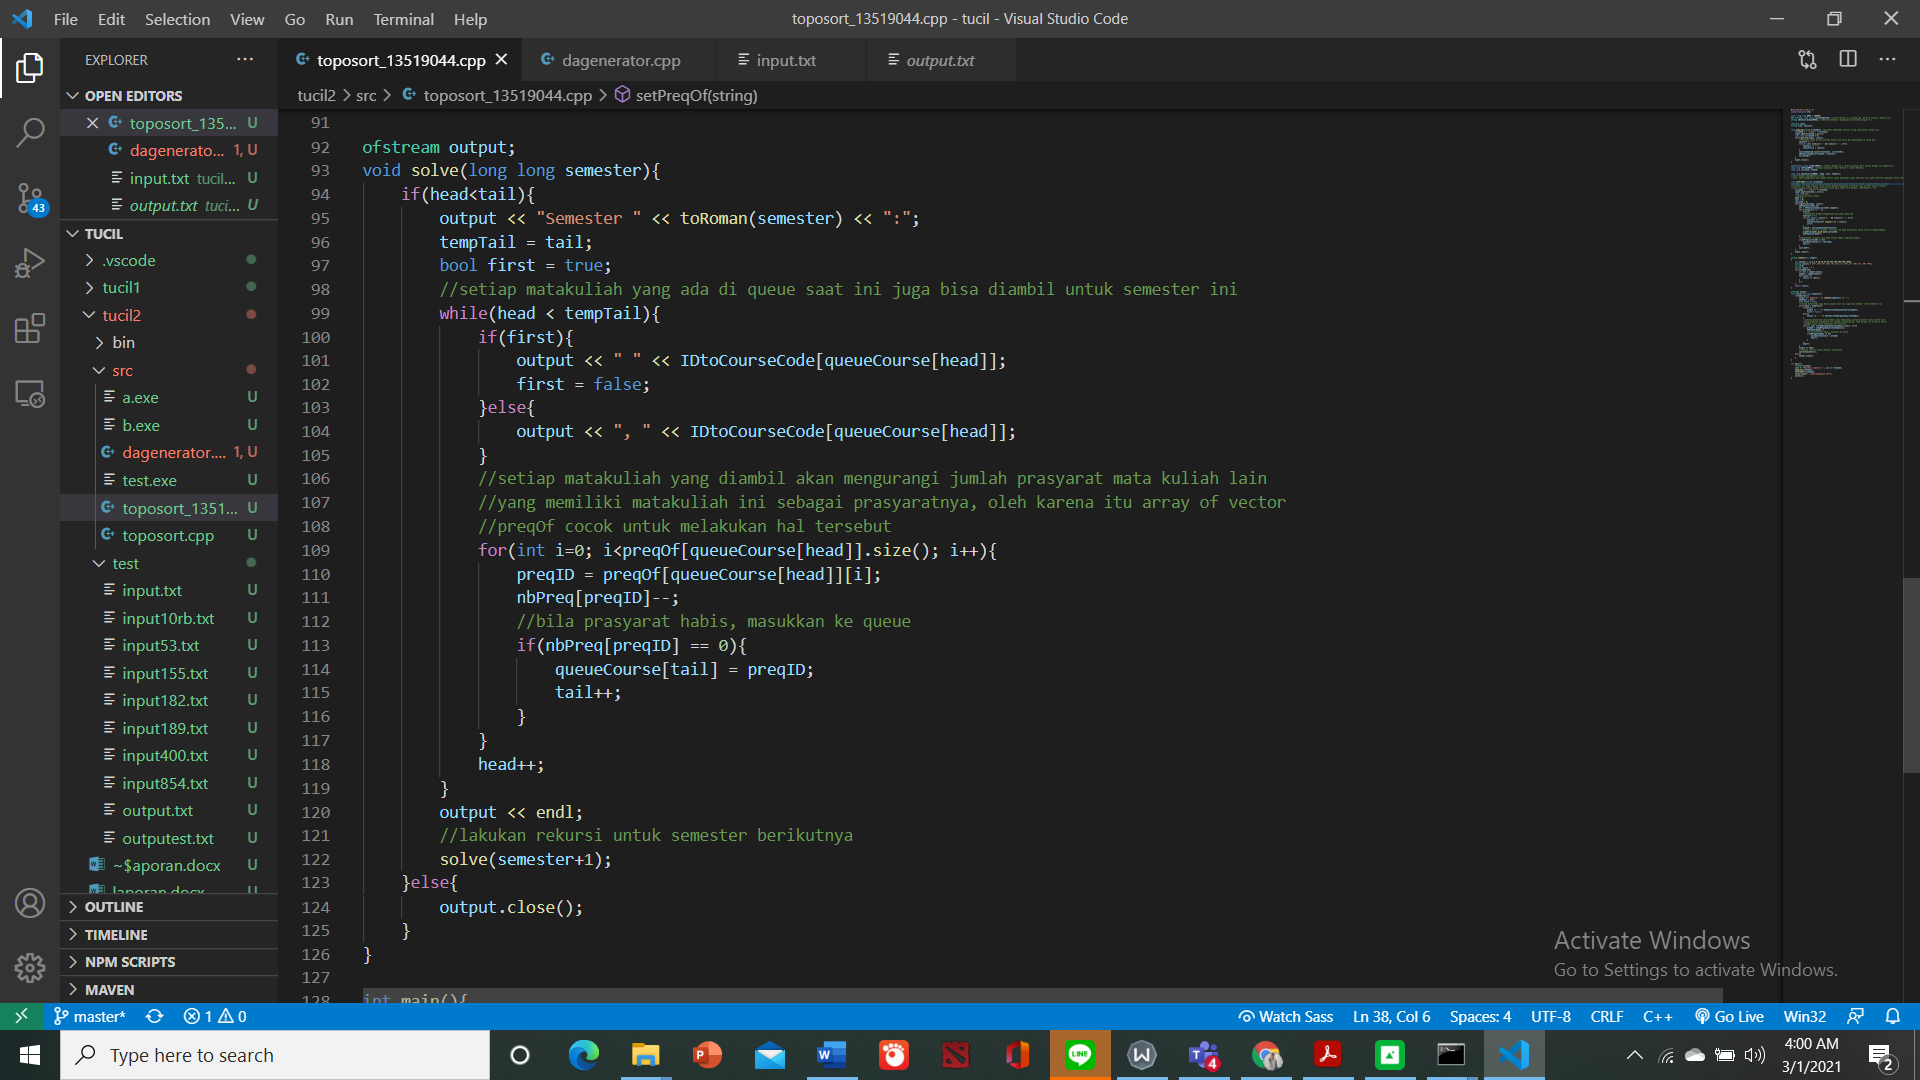 File Edit Selection View Go Run Terminal Help
toposort_13519044.cpp - tucil - Visual Studio Code
EXPLORER
toposort_13519044.cpp
dagenerator.cpp
input.txt
output.txt
OPEN EDITORS
tucil2 > src > toposort_13519044.cpp > setPreqOf(string)
toposort_135... U
dagenerato... 1, U
input.txt tucil... U
output.txt tuci... U
TUCIL
.vscode
tucil1
tucil2
bin
src
a.exe U
b.exe U
dagenerator.... 1, U
test.exe U
toposort_1351... U
toposort.cpp U
test
input.txt U
input10rb.txt U
input53.txt U
input155.txt U
input182.txt U
input189.txt U
input400.txt U
input854.txt U
output.txt U
outputest.txt U
~$aporan.docx U
laporan.docx U
OUTLINE
TIMELINE
NPM SCRIPTS
MAVEN
43
91
92 ofstream output;
93 void solve(long long semester){
94 if(head<tail){
95 output << "Semester " << toRoman(semester) << ":";
96 tempTail = tail;
97 bool first = true;
98 //setiap matakuliah yang ada di queue saat ini juga bisa diambil untuk semester ini
99 while(head < tempTail){
100 if(first){
101 output << " " << IDtoCourseCode[queueCourse[head]];
102 first = false;
103 }else{
104 output << ", " << IDtoCourseCode[queueCourse[head]];
105 }
106 //setiap matakuliah yang diambil akan mengurangi jumlah prasyarat mata kuliah lain
107 //yang memiliki matakuliah ini sebagai prasyaratnya, oleh karena itu array of vector
108 //preqOf cocok untuk melakukan hal tersebut
109 for(int i=0; i<preqOf[queueCourse[head]].size(); i++){
110 preqID = preqOf[queueCourse[head]][i];
111 nbPreq[preqID]--;
112 //bila prasyarat habis, masukkan ke queue
113 if(nbPreq[preqID] == 0){
114 queueCourse[tail] = preqID;
115 tail++;
116 }
117 }
118 head++;
119 }
120 output << endl;
121 //lakukan rekursi untuk semester berikutnya
122 solve(semester+1);
123 }else{
124 output.close();
125 }
126 }
127
128 int main(){
Activate Windows
Go to Settings to activate Windows.
master* 1 0
Watch Sass Ln 38, Col 6 Spaces: 4 UTF-8 CRLF C++ Go Live Win32
Type here to search
LINE
4
4:00 AM
3/1/2021
2